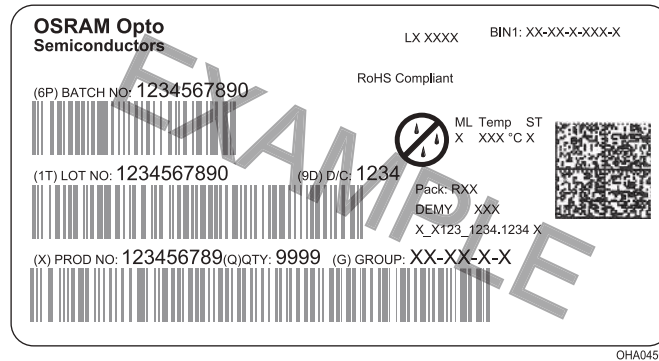 OSRAM Opto
Semiconductors
LX XXXX
BIN1: XX-XX-X-XXX-X
RoHS Compliant
(6P) BATCH NO: 1234567890
ML Temp ST
X XXX °C X
(1T) LOT NO: 1234567890 (9D) D/C: 1234
Pack: RXX
DEMY XXX
X_X123_1234.1234 X
(X) PROD NO: 123456789(Q)QTY: 9999 (G) GROUP: XX-XX-X-X
EXAMPLE